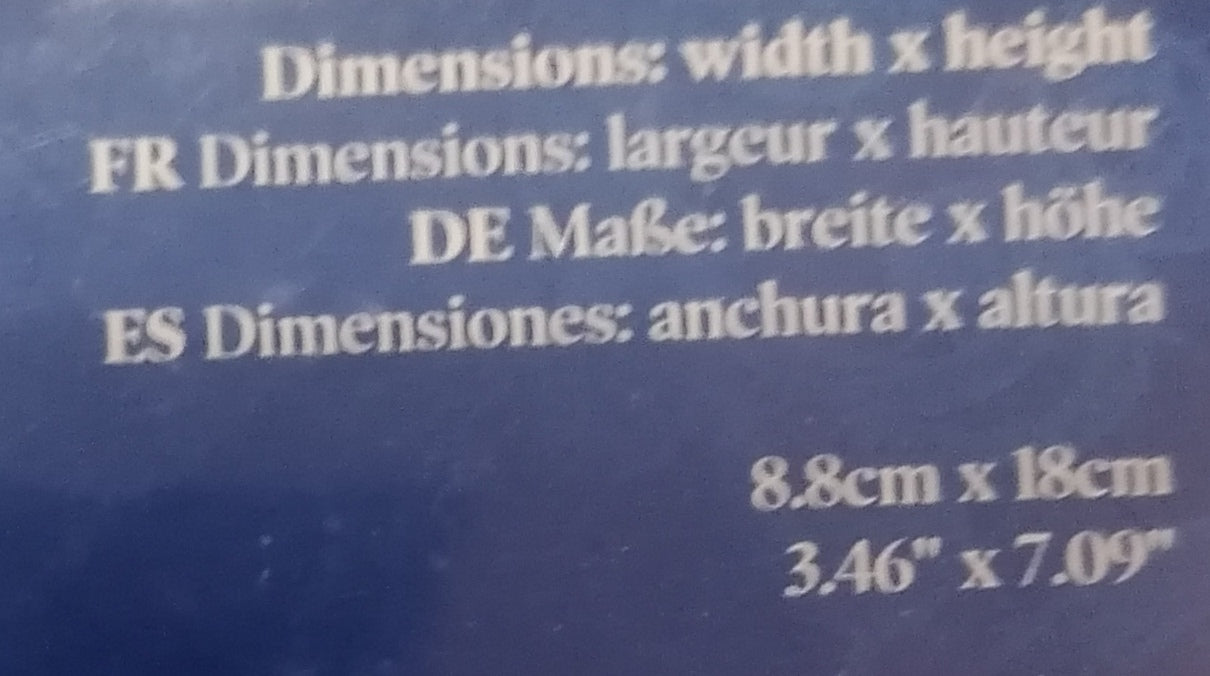 Dimensions: width x height
FR Dimensions: largeur x hauteur
DE Maße: breite x höhe
ES Dimensiones: anchura x altura
8.8cm x 18cm
3.46" x 7.09"